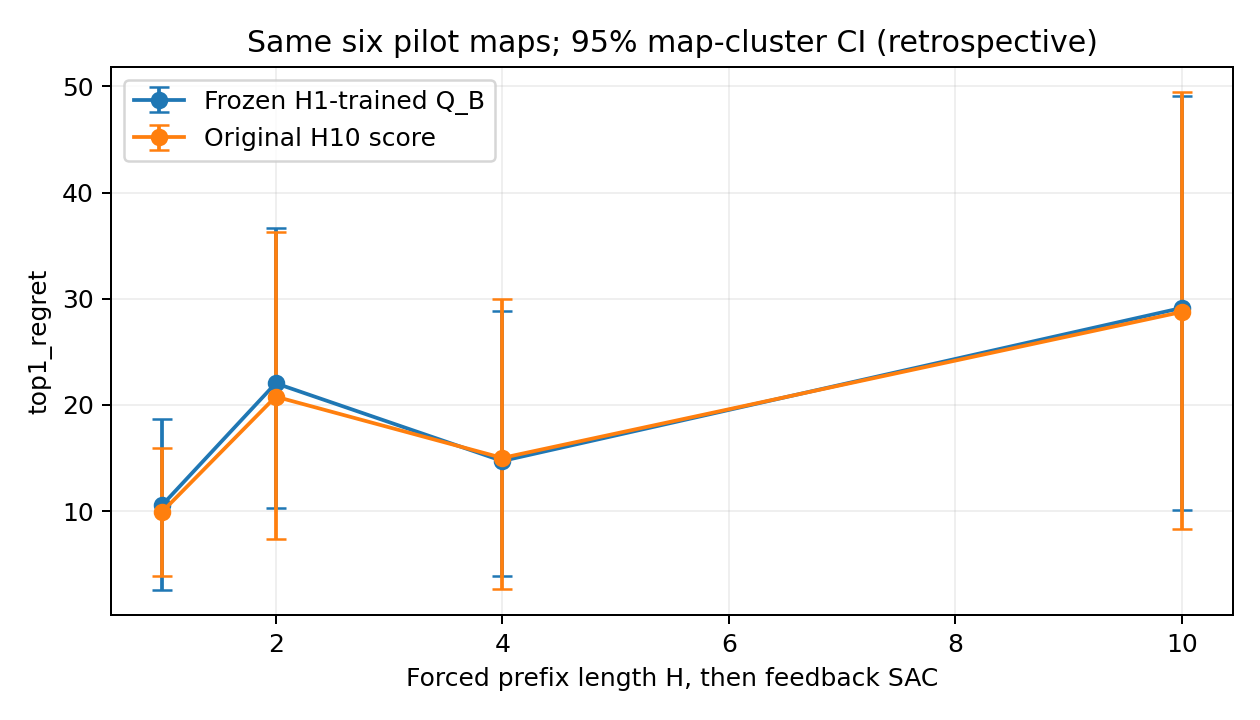 Same six pilot maps; 95% map-cluster CI (retrospective)
Frozen H1-trained Q_B
Original H10 score
top1_regret
50
40
30
20
10
2 4 6 8 10
Forced prefix length H, then feedback SAC